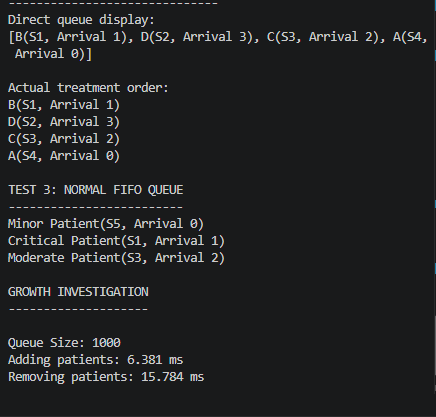 ------------------------------
Direct queue display:
[B(S1, Arrival 1), D(S2, Arrival 3), C(S3, Arrival 2), A(S4,
 Arrival 0)]
Actual treatment order:
B(S1, Arrival 1)
D(S2, Arrival 3)
C(S3, Arrival 2)
A(S4, Arrival 0)
TEST 3: NORMAL FIFO QUEUE
-------------------------
Minor Patient(S5, Arrival 0)
Critical Patient(S1, Arrival 1)
Moderate Patient(S3, Arrival 2)
GROWTH INVESTIGATION
--------------------
Queue Size: 1000
Adding patients: 6.381 ms
Removing patients: 15.784 ms